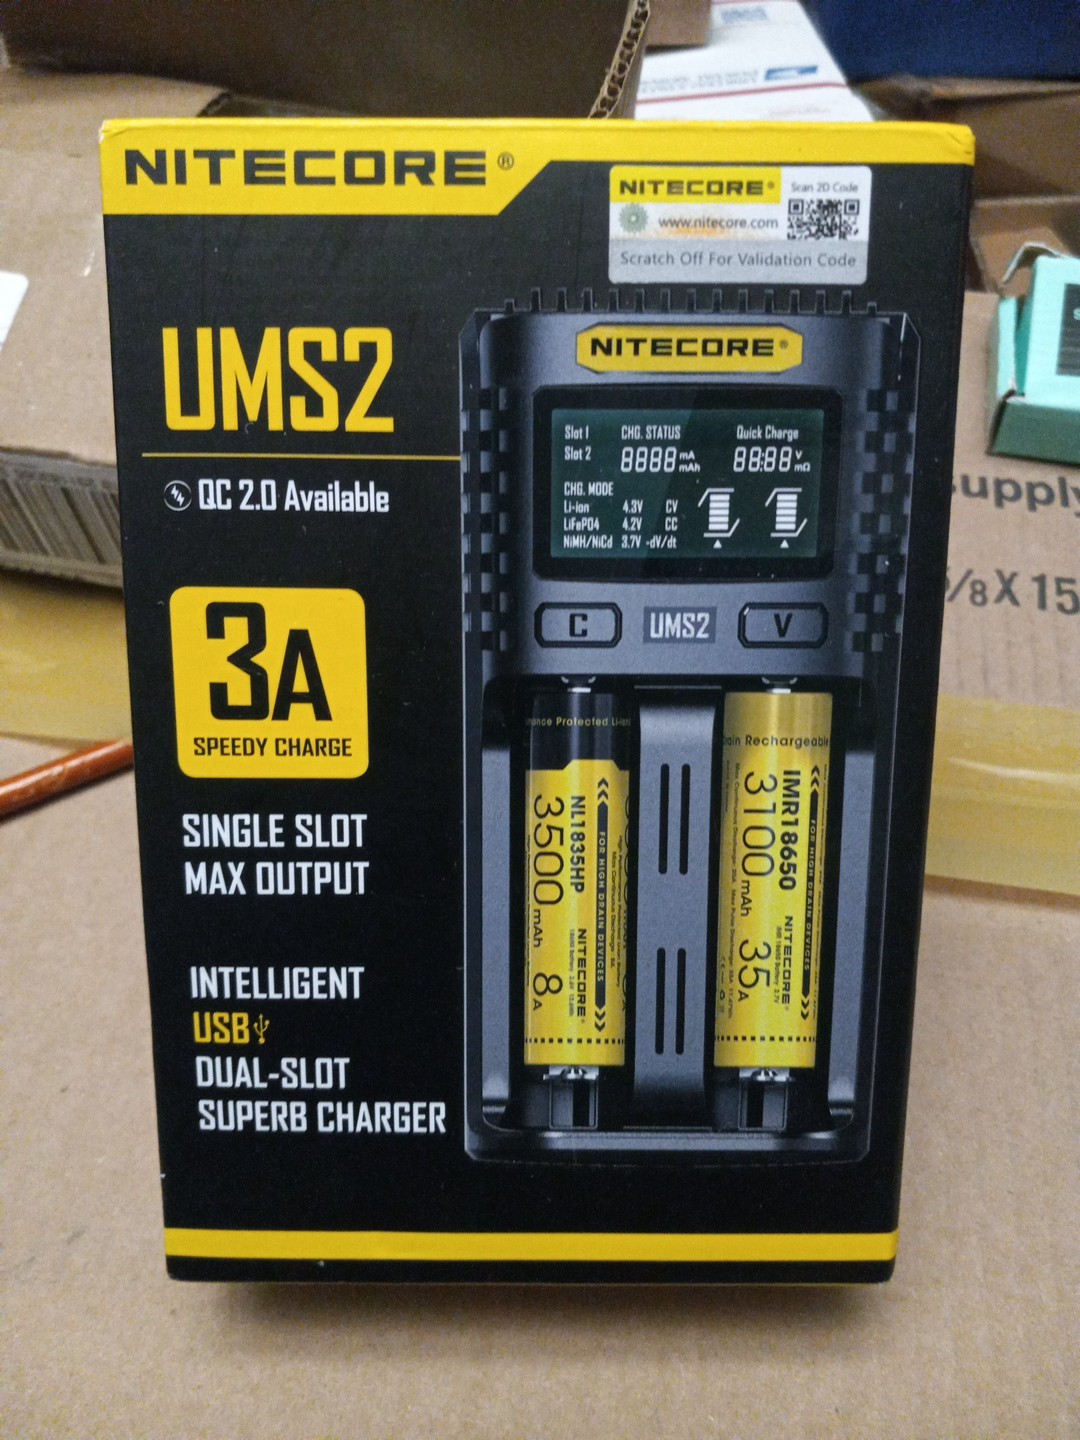 NITECORE®
NITECORE® Scan 2D Code
www.nitecore.com
Scratch Off For Validation Code
UMS2
QC 2.0 Available
3A
SPEEDY CHARGE
SINGLE SLOT
MAX OUTPUT
INTELLIGENT
USB
DUAL-SLOT
SUPERB CHARGER
NITECORE®
Slot 1 CHG. STATUS Quick Charge
Slot 2 8888 mA mAh 88:88 V mΩ
CHG. MODE
Li-ion 4.3V CV
LiFePO4 4.2V CC
NiMH/NiCd 3.7V -dV/dt
C UMS2 V
Protected Li-ion
FOR HIGH DRAIN DEVICES
NL1835HP NITECORE®
3500 mAh 8A
Rechargeable
FOR HIGH DRAIN DEVICES
IMR18650 NITECORE®
3100 mAh 35A
/8 X 15